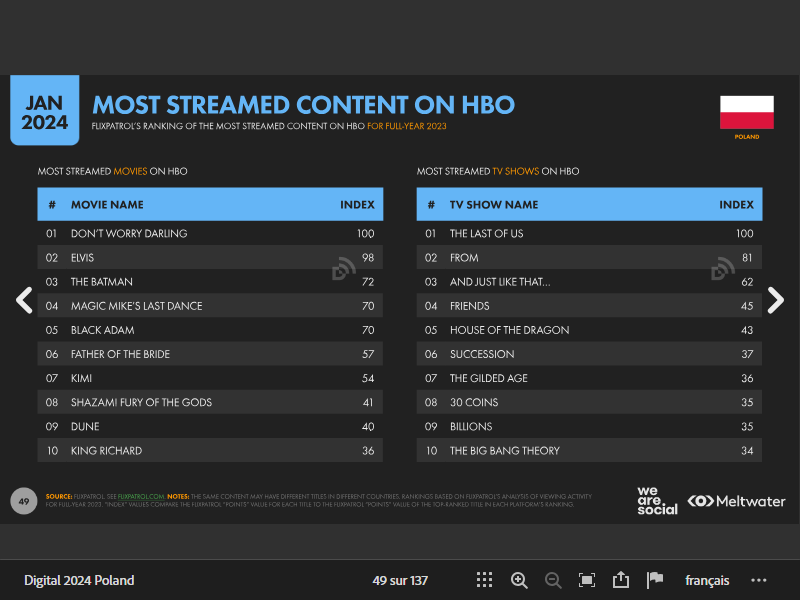 JAN
2024
MOST STREAMED CONTENT ON HBO
FLIXPATROL'S RANKING OF THE MOST STREAMED CONTENT ON HBO FOR FULL-YEAR 2023
POLAND
MOST STREAMED MOVIES ON HBO
# MOVIE NAME INDEX
01 DON'T WORRY DARLING 100
02 ELVIS 98
03 THE BATMAN 72
04 MAGIC MIKE'S LAST DANCE 70
05 BLACK ADAM 70
06 FATHER OF THE BRIDE 57
07 KIMI 54
08 SHAZAM! FURY OF THE GODS 41
09 DUNE 40
10 KING RICHARD 36
MOST STREAMED TV SHOWS ON HBO
# TV SHOW NAME INDEX
01 THE LAST OF US 100
02 FROM 81
03 AND JUST LIKE THAT... 62
04 FRIENDS 45
05 HOUSE OF THE DRAGON 43
06 SUCCESSION 37
07 THE GILDED AGE 36
08 30 COINS 35
09 BILLIONS 35
10 THE BIG BANG THEORY 34
49
SOURCE: FLIXPATROL. SEE FLIXPATROL.COM. NOTES: THE SAME CONTENT MAY HAVE DIFFERENT TITLES IN DIFFERENT COUNTRIES. RANKINGS BASED ON FLIXPATROL'S ANALYSIS OF VIEWING ACTIVITY
FOR FULL-YEAR 2023. "INDEX" VALUES COMPARE THE FLIXPATROL "POINTS" VALUE FOR EACH TITLE TO THE FLIXPATROL "POINTS" VALUE OF THE TOP-RANKED TITLE IN EACH PLATFORM'S RANKING.
we
are
social
Meltwater
Digital 2024 Poland
49 sur 137
français